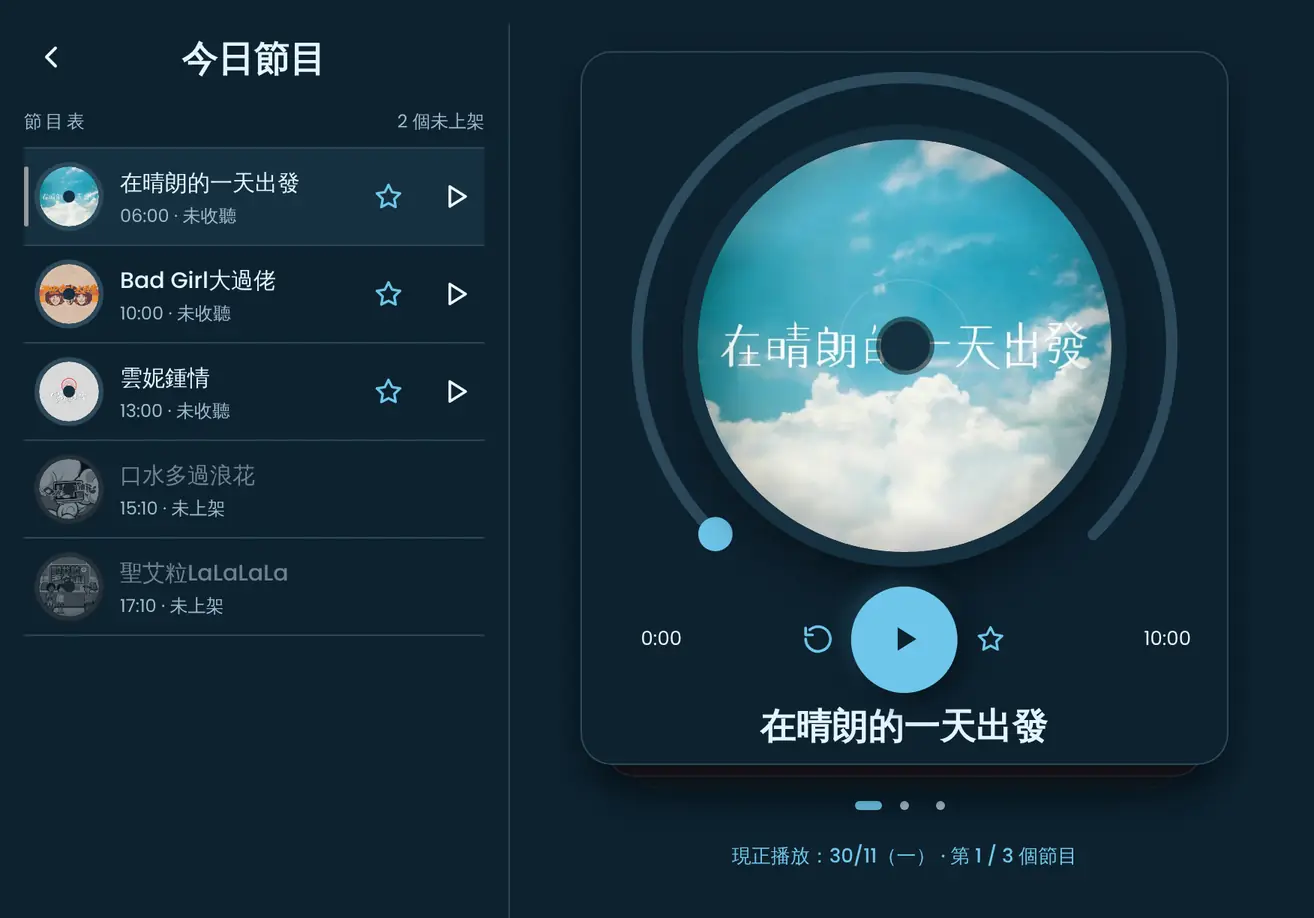 今日節目
節目表
2 個未上架
在晴朗的一天出發
06:00 · 未收聽
Bad Girl大過佬
10:00 · 未收聽
雲妮鍾情
13:00 · 未收聽
口水多過浪花
15:10 · 未上架
聖艾粒LaLaLaLa
17:10 · 未上架
在晴朗的一天出發
0:00
10:00
在晴朗的一天出發
現正播放：30/11（一） · 第 1 / 3 個節目